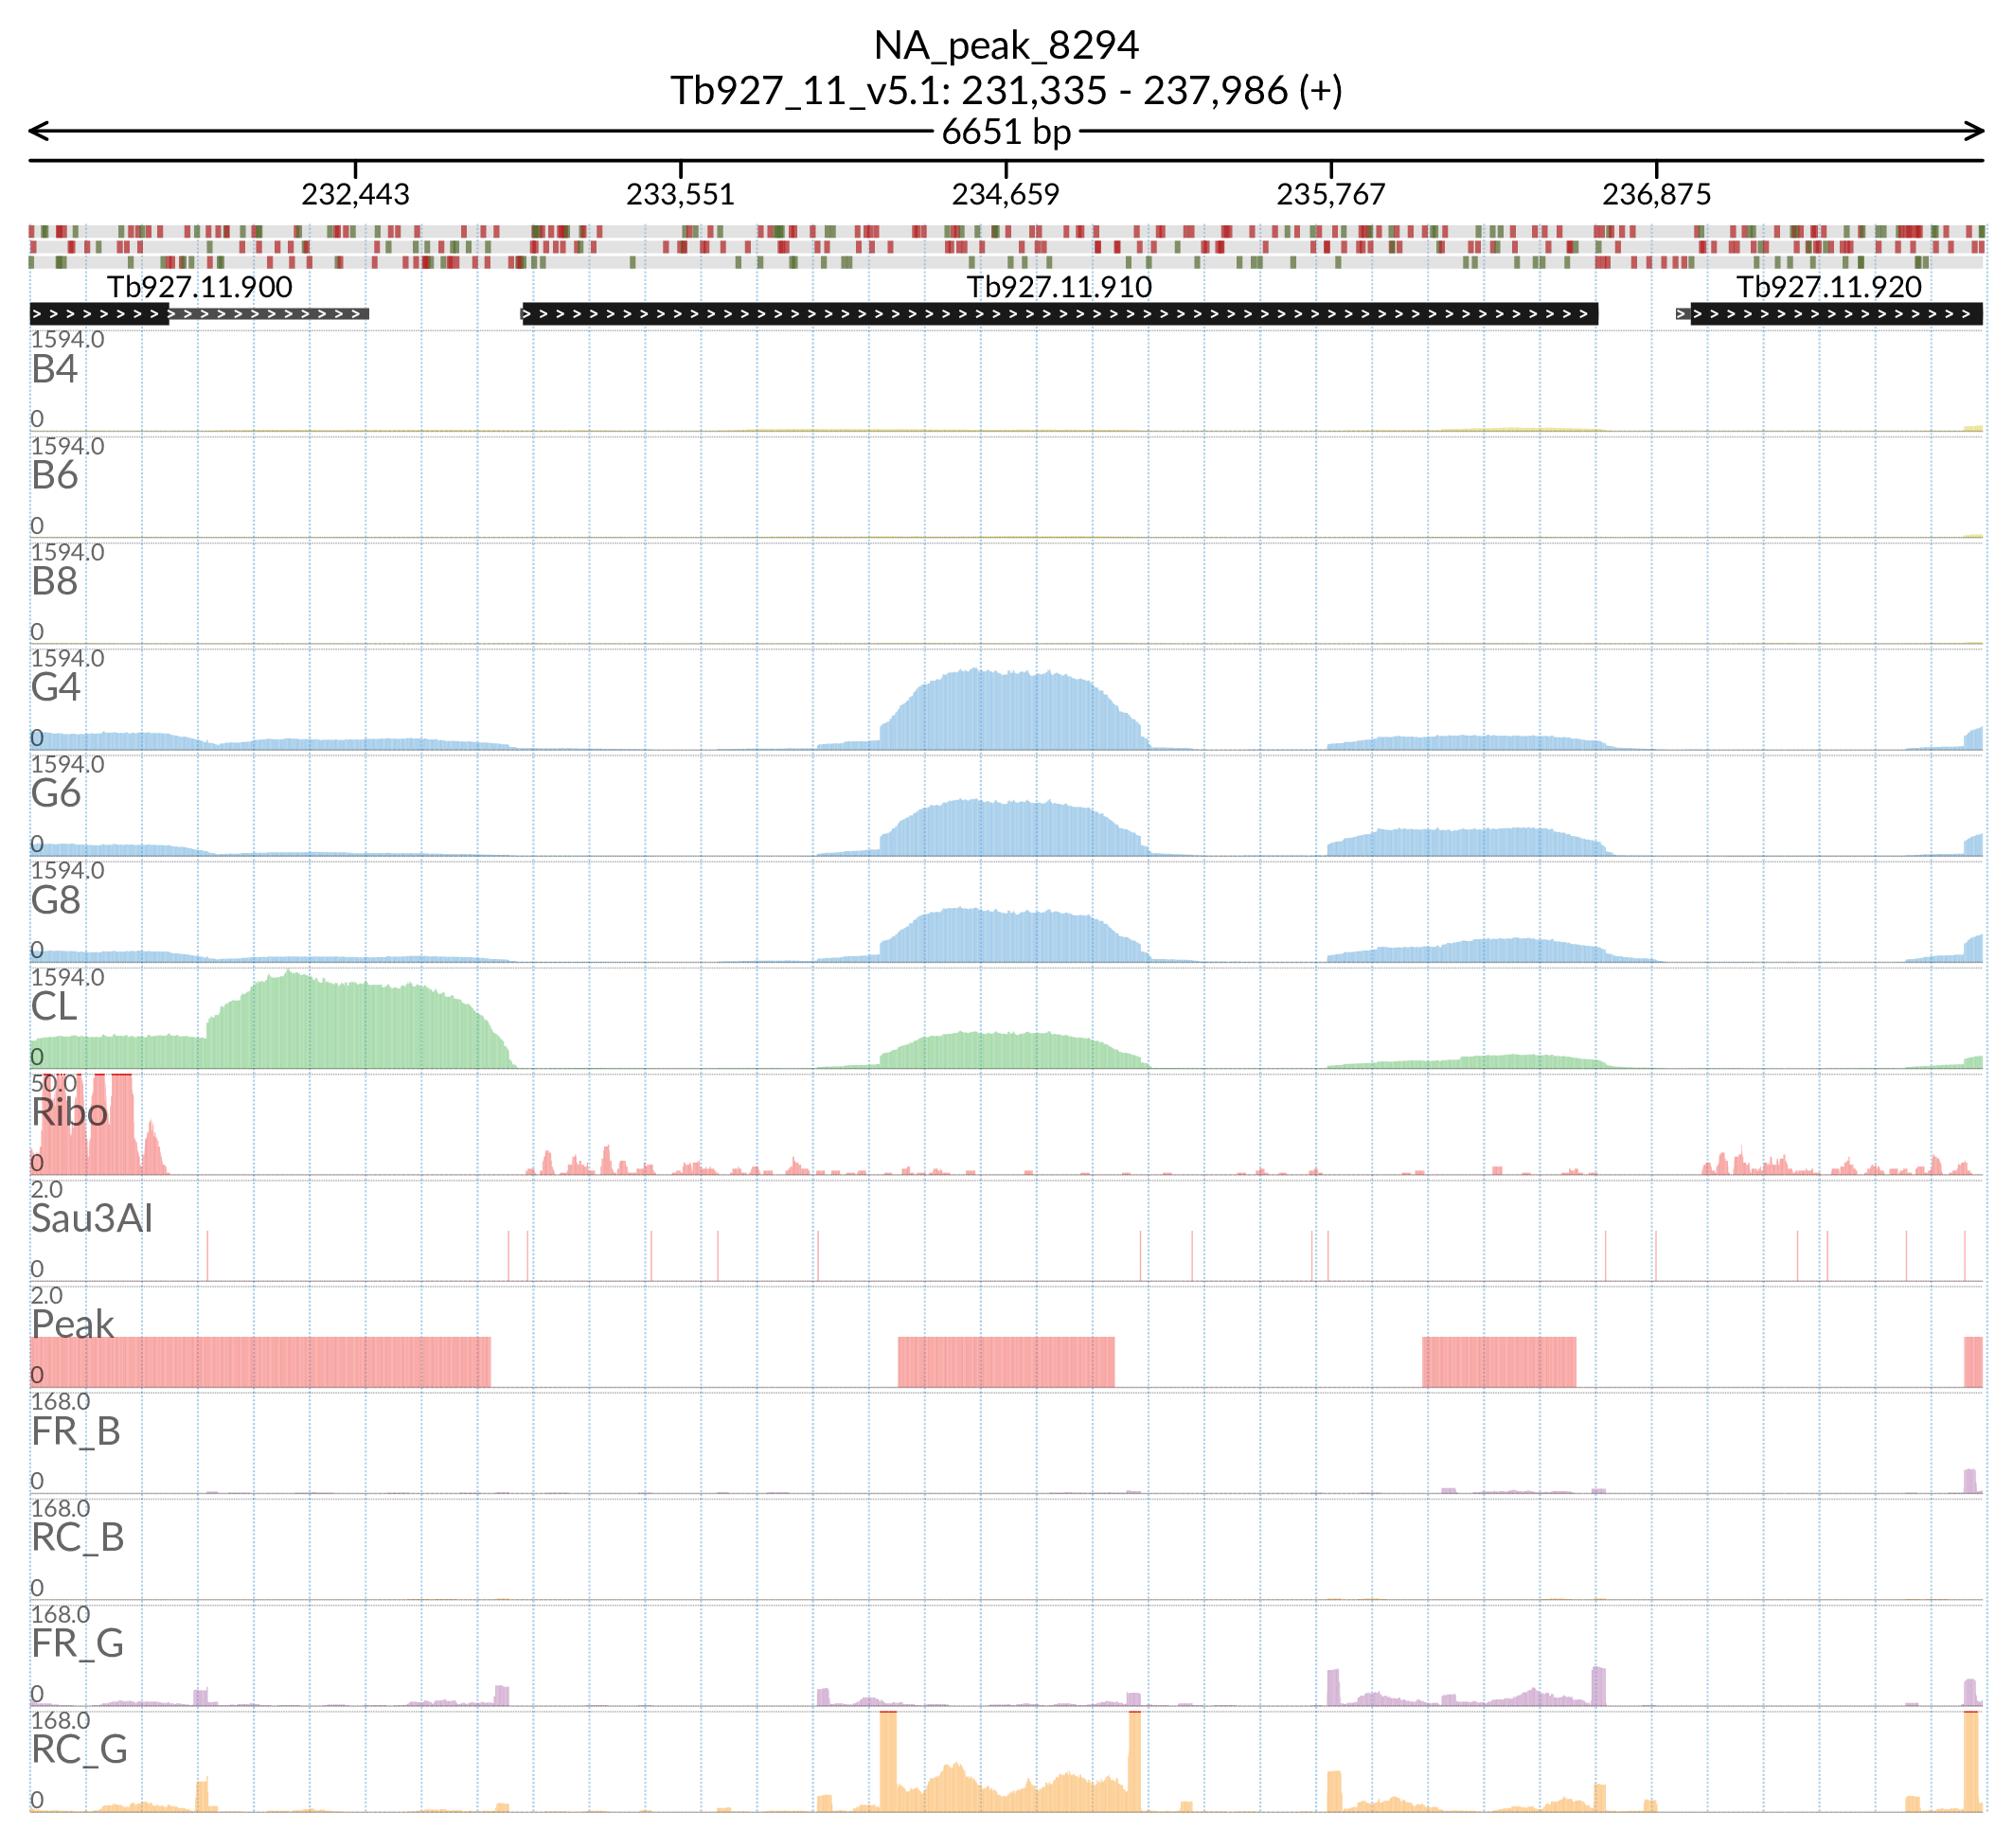 NA_peak_8294
Tb927_11_v5.1: 231,335 - 237,986 (+)
6651 bp
232,443 233,551 234,659 235,767 236,875
Tb927.11.900 Tb927.11.910 Tb927.11.920
1594.0
B4
0
1594.0
B6
0
1594.0
B8
0
1594.0
G4
0
1594.0
G6
0
1594.0
G8
0
1594.0
CL
0
50.0
Ribo
0
2.0
Sau3AI
0
2.0
Peak
0
168.0
FR_B
0
168.0
RC_B
0
168.0
FR_G
0
168.0
RC_G
0